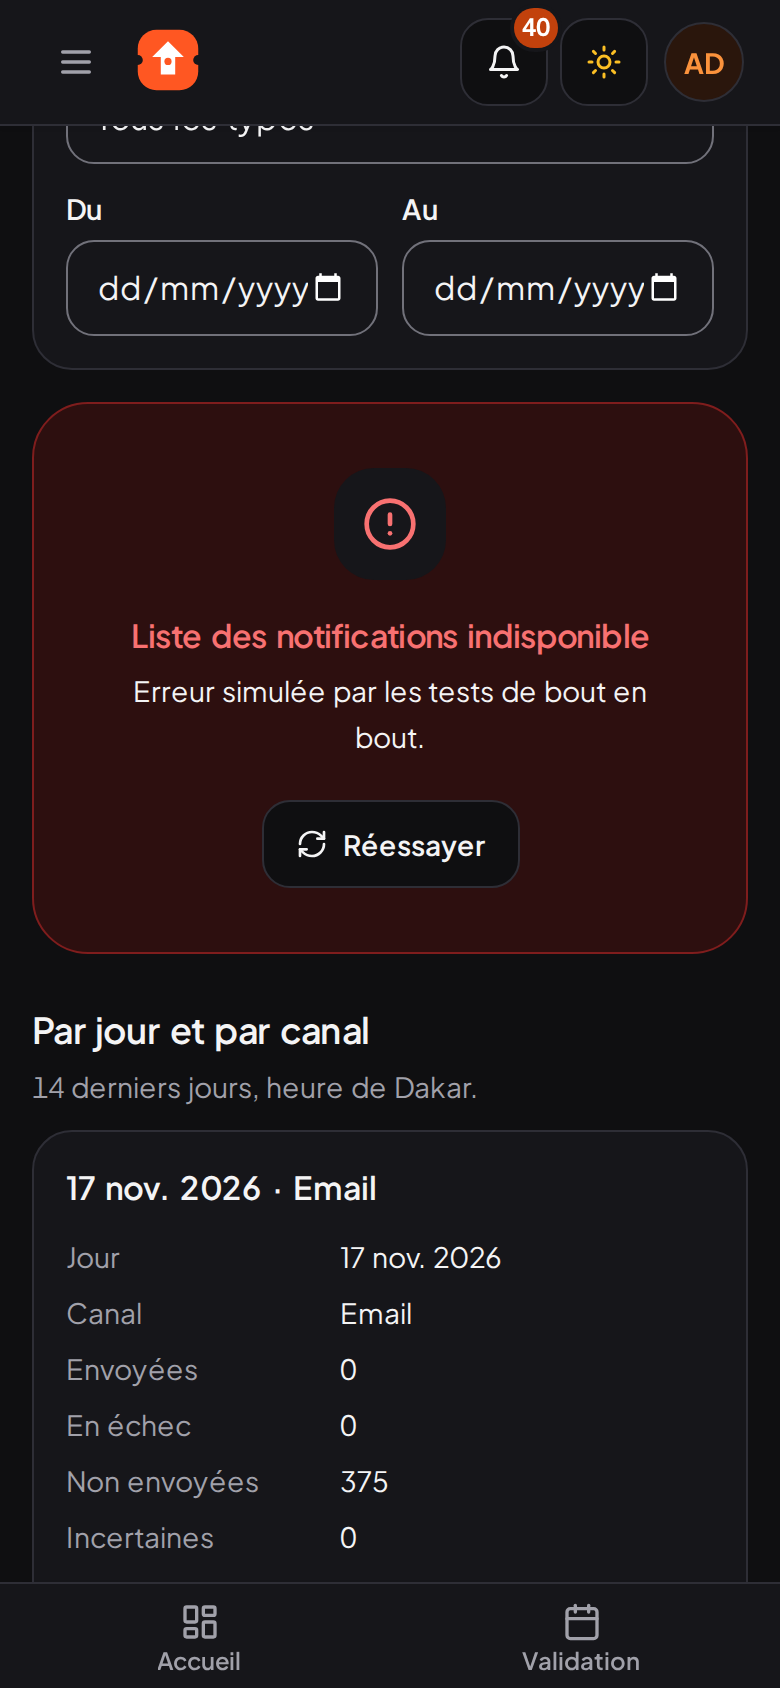 40
AD
Tous les types
Du
Au
dd/mm/yyyy
dd/mm/yyyy
Liste des notifications indisponible
Erreur simulée par les tests de bout en
bout.
Réessayer
Par jour et par canal
14 derniers jours, heure de Dakar.
17 nov. 2026 · Email
Jour
17 nov. 2026
Canal
Email
Envoyées
0
En échec
0
Non envoyées
375
Incertaines
0
Accueil
Validation